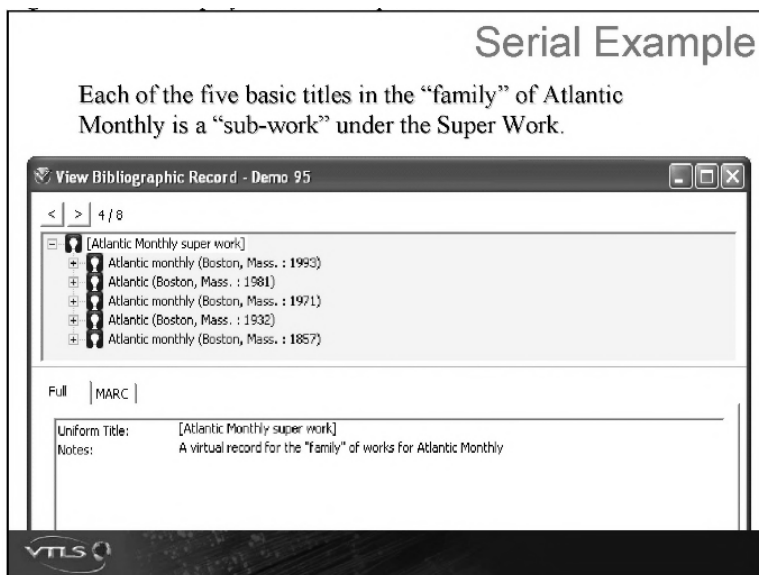 Serial Example
Each of the five basic titles in the “family” of Atlantic
Monthly is a “sub-work” under the Super Work.
View Bibliographic Record - Demo 95
< > 4 / 8
[Atlantic Monthly super work]
Atlantic monthly (Boston, Mass. : 1993)
Atlantic (Boston, Mass. : 1981)
Atlantic monthly (Boston, Mass. : 1971)
Atlantic (Boston, Mass. : 1932)
Atlantic monthly (Boston, Mass. : 1857)
Full MARC
Uniform Title: [Atlantic Monthly super work]
Notes: A virtual record for the "family" of works for Atlantic Monthly
VTLS